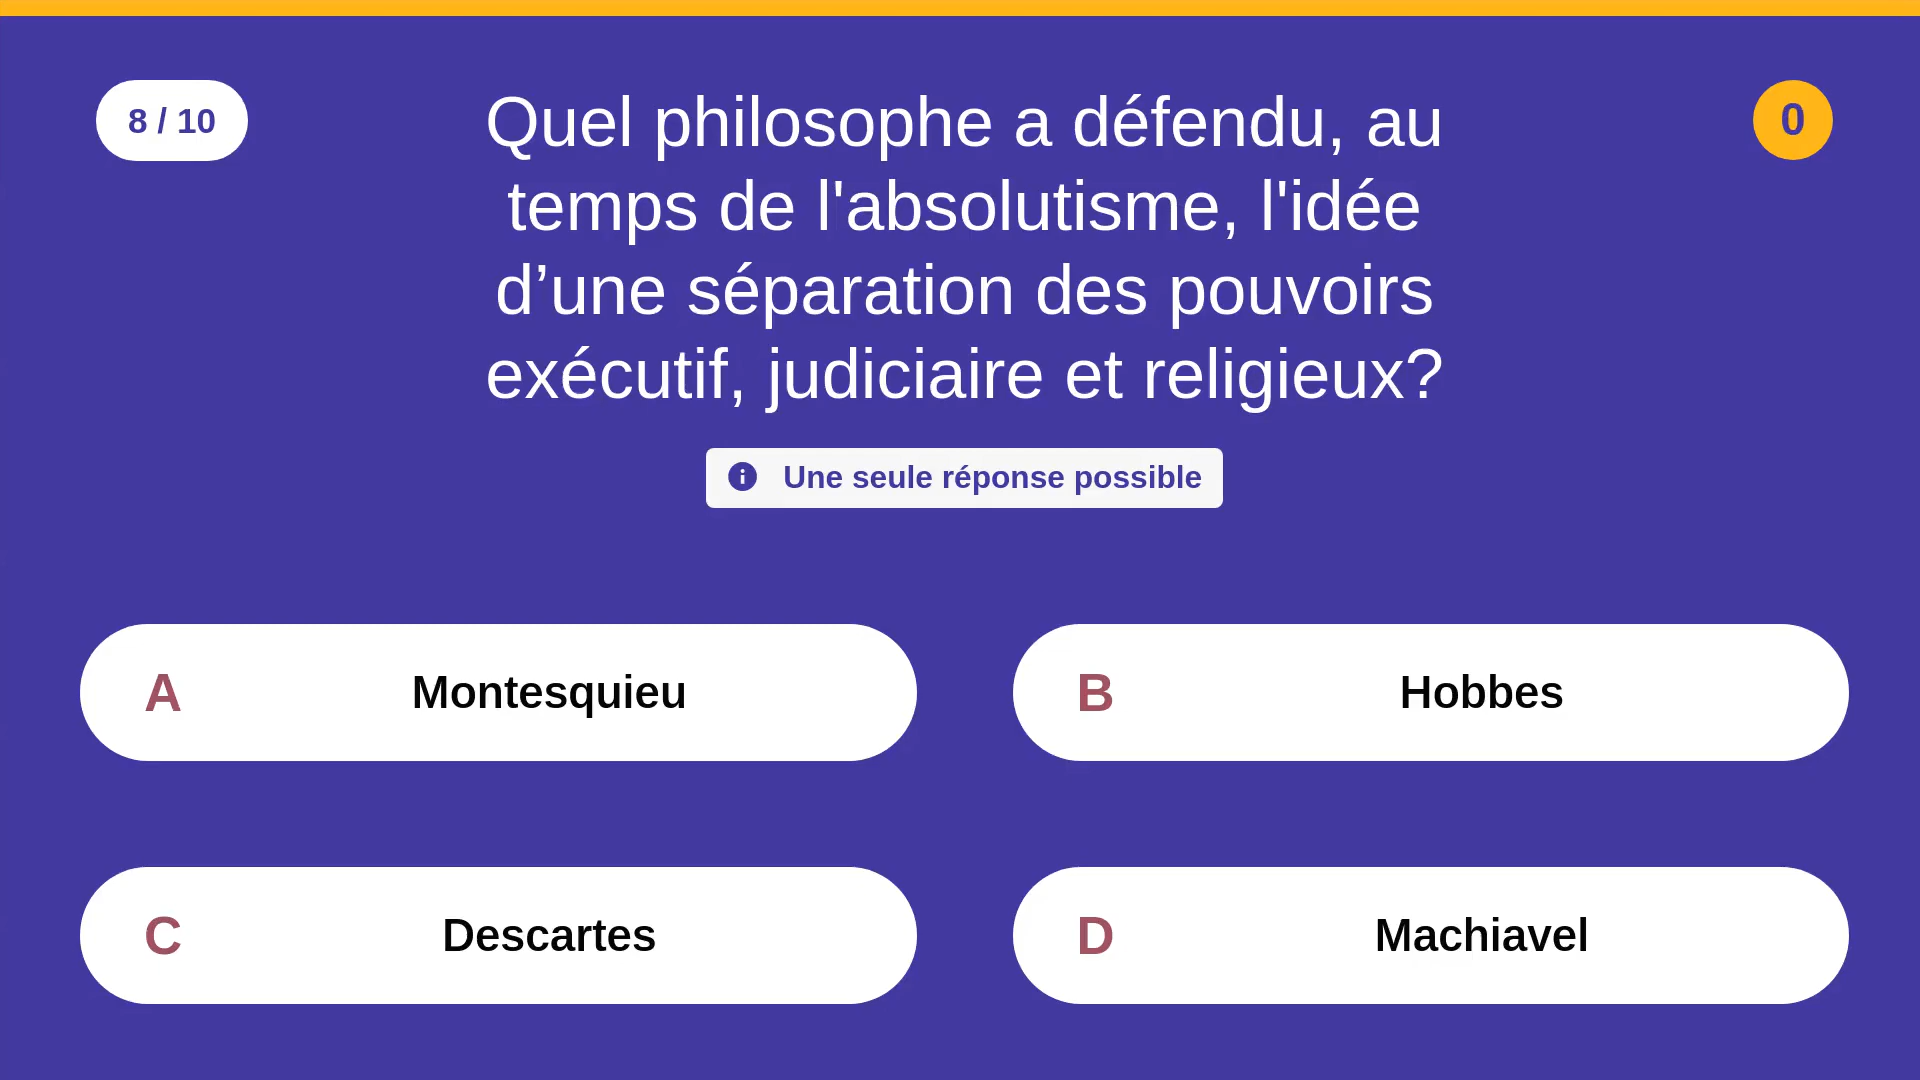 8 / 10
Quel philosophe a défendu, au
temps de l'absolutisme, l'idée
d’une séparation des pouvoirs
exécutif, judiciaire et religieux?
0
Une seule réponse possible
A Montesquieu
B Hobbes
C Descartes
D Machiavel